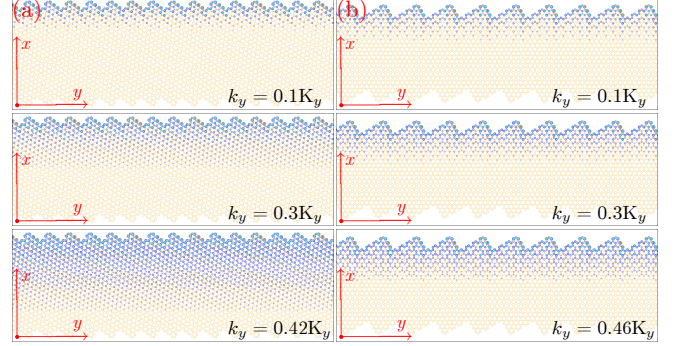 (a)
x
y
k_y = 0.1K_y
(b)
x
y
k_y = 0.1K_y
x
y
k_y = 0.3K_y
x
y
k_y = 0.3K_y
x
y
k_y = 0.42K_y
x
y
k_y = 0.46K_y